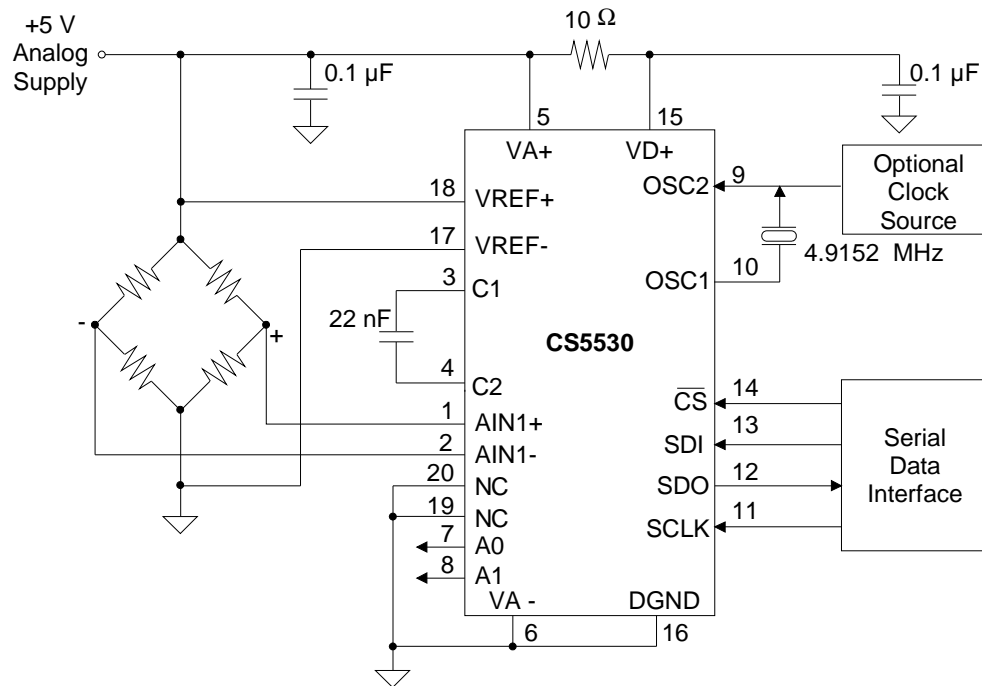 +5 V
Analog
Supply
10 Ω
0.1 µF
0.1 µF
5
15
VA+
VD+
18
VREF+
17
VREF-
3
C1
22 nF
4
C2
1
AIN1+
2
AIN1-
20
NC
19
NC
7
A0
8
A1
VA -
6
DGND
16
CS5530
OSC2
9
Optional
Clock
Source
4.9152 MHz
OSC1
10
CS
14
SDI
13
SDO
12
SCLK
11
Serial
Data
Interface
-
+